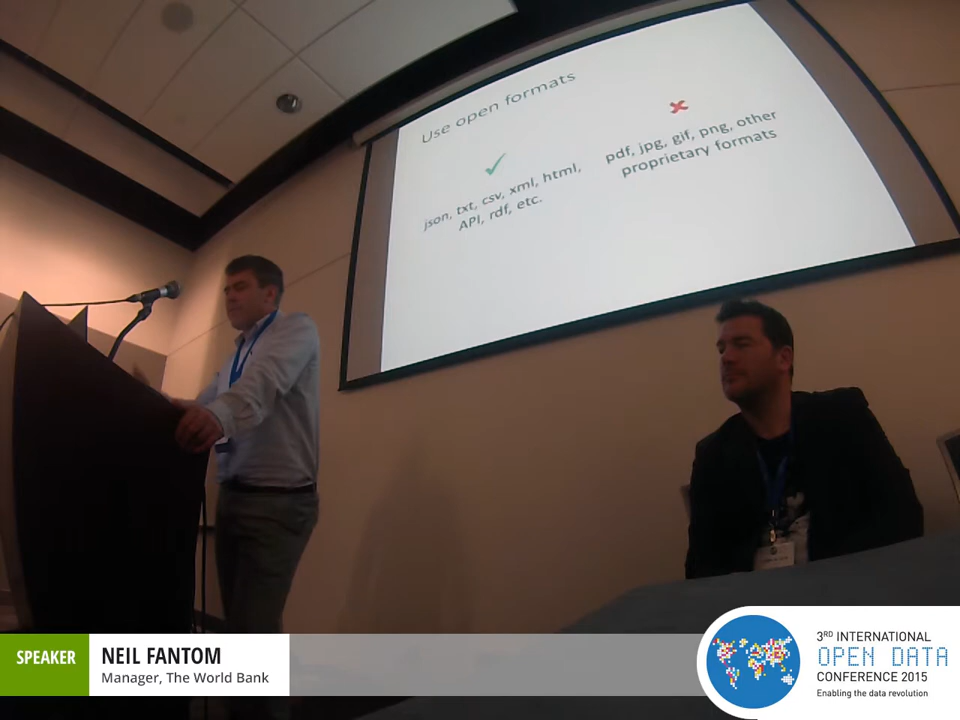 Use open formats
✓
json, txt, csv, xml, html,
API, rdf, etc.
✗
pdf, jpg, gif, png, other
proprietary formats
SPEAKER
NEIL FANTOM
Manager, The World Bank
3RD INTERNATIONAL
OPEN DATA
CONFERENCE 2015
Enabling the data revolution